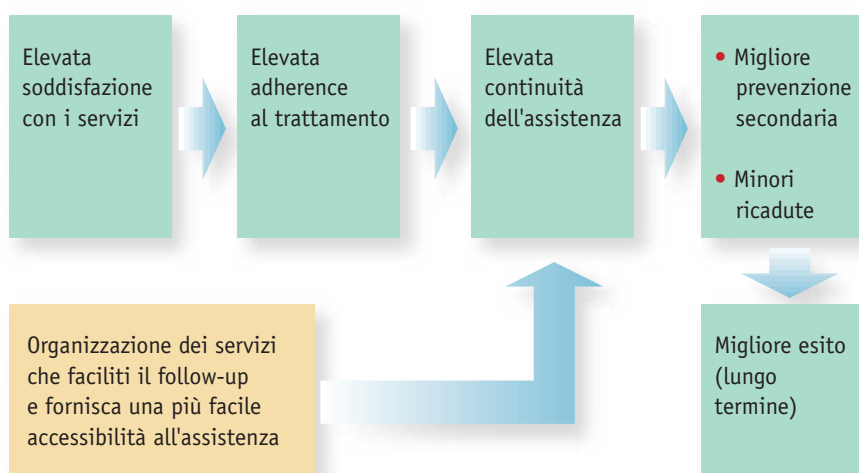 Elevata
soddisfazione
con i servizi
Elevata
adherence
al trattamento
Elevata
continuità
dell'assistenza
• Migliore
prevenzione
secondaria
• Minori
ricadute
Organizzazione dei servizi
che faciliti il follow-up
e fornisca una più facile
accessibilità all'assistenza
Migliore esito
(lungo
termine)